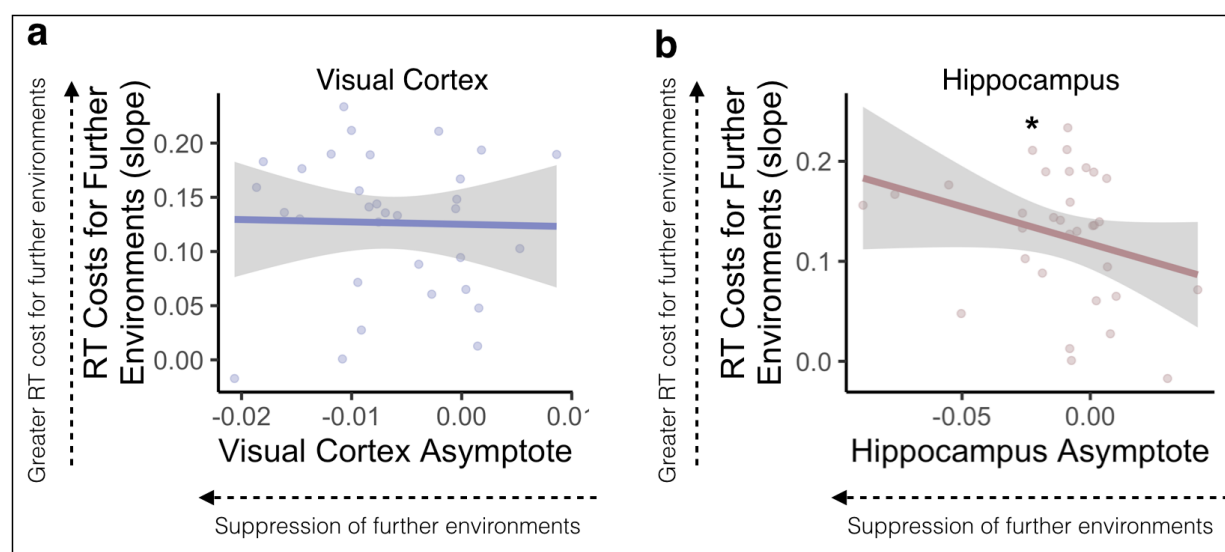 a
Visual Cortex
Greater RT cost for further environments
RT Costs for Further
Environments (slope)
0.20
0.15
0.10
0.05
0.00
-0.02
-0.01
0.00
Visual Cortex Asymptote
Suppression of further environments
b
Hippocampus
*
Greater RT cost for further environments
RT Costs for Further
Environments (slope)
0.2
0.1
0.0
-0.05
0.00
Hippocampus Asymptote
Suppression of further environments